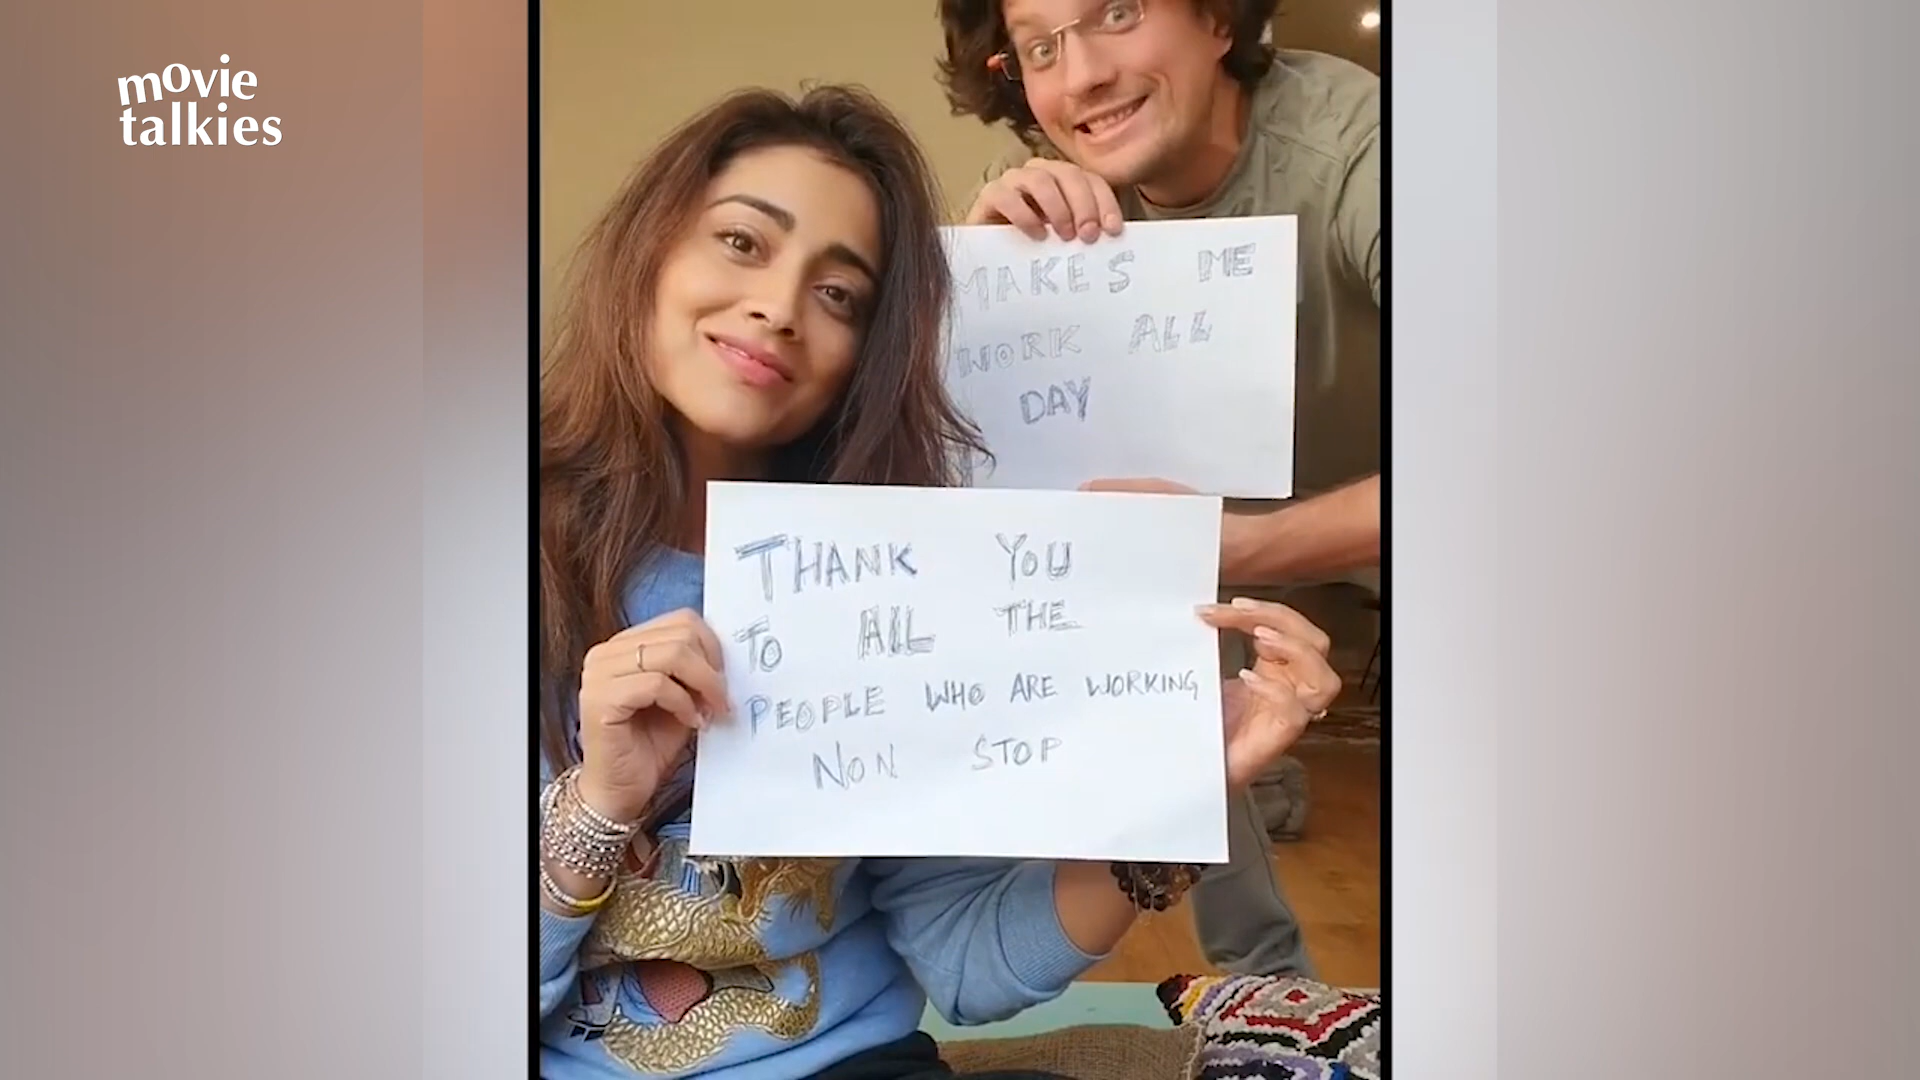 movie
talkies
MAKES ME
WORK ALL
DAY
THANK YOU
TO ALL THE
PEOPLE WHO ARE WORKING
NON STOP